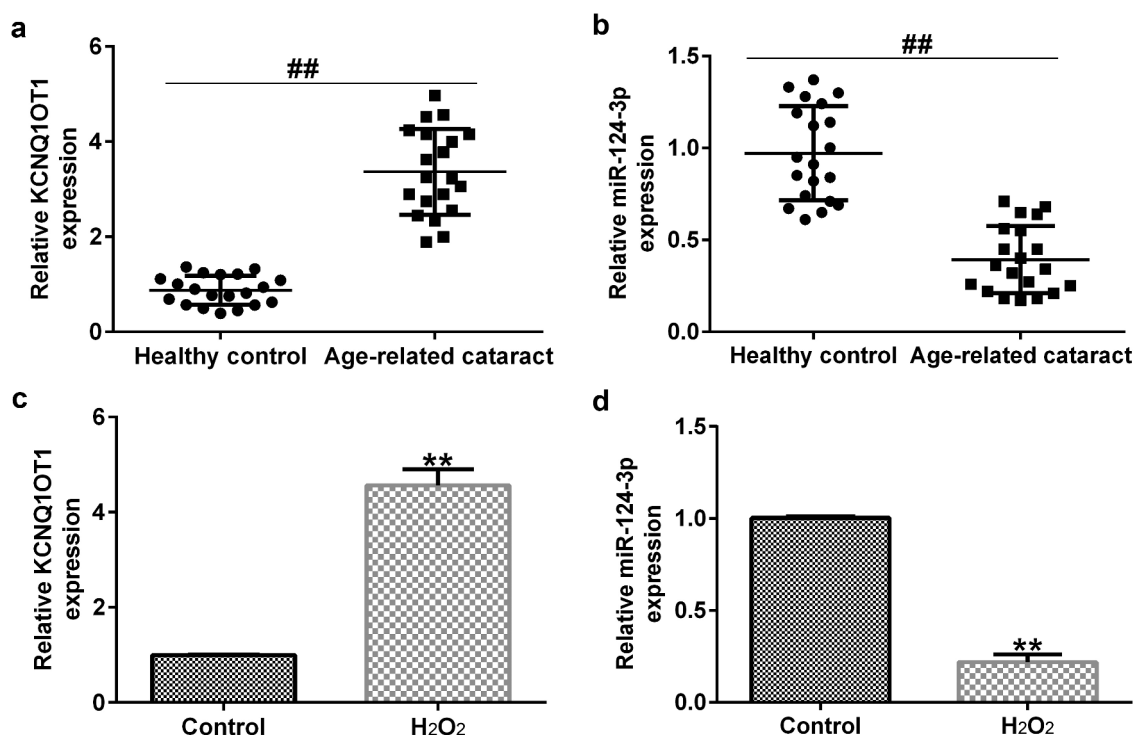 a
Relative KCNQ1OT1
expression
6
4
2
0
##
Healthy control
Age-related cataract
b
Relative miR-124-3p
expression
1.5
1.0
0.5
0.0
##
Healthy control
Age-related cataract
c
Relative KCNQ1OT1
expression
6
4
2
0
**
Control
H₂O₂
d
Relative miR-124-3p
expression
1.5
1.0
0.5
0.0
**
Control
H₂O₂